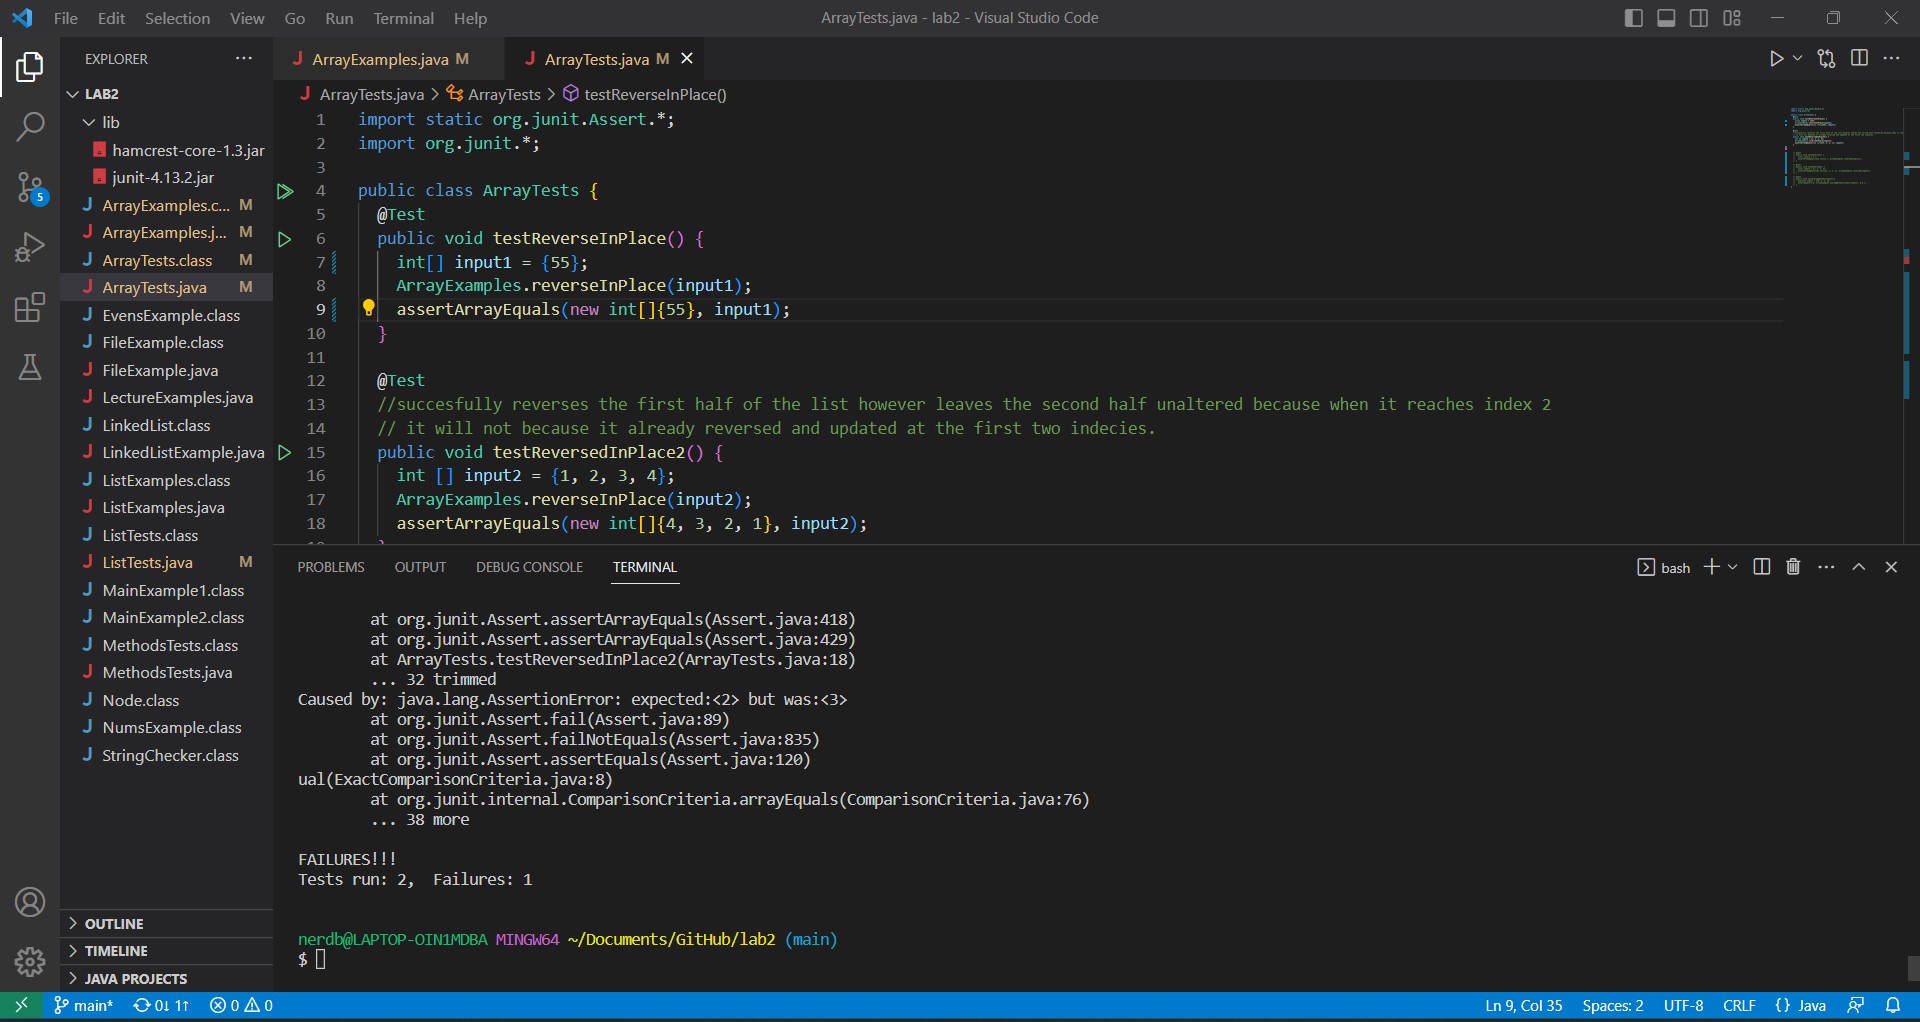 File Edit Selection View Go Run Terminal Help
ArrayTests.java - lab2 - Visual Studio Code
EXPLORER
LAB2
lib
hamcrest-core-1.3.jar
junit-4.13.2.jar
ArrayExamples.c... M
ArrayExamples.j... M
ArrayTests.class M
ArrayTests.java M
EvensExample.class
FileExample.class
FileExample.java
LectureExamples.java
LinkedList.class
LinkedListExample.java
ListExamples.class
ListExamples.java
ListTests.class
ListTests.java M
MainExample1.class
MainExample2.class
MethodsTests.class
MethodsTests.java
Node.class
NumsExample.class
StringChecker.class
OUTLINE
TIMELINE
JAVA PROJECTS
5
ArrayExamples.java M
ArrayTests.java M
ArrayTests.java > ArrayTests > testReverseInPlace()
1 import static org.junit.Assert.*;
2 import org.junit.*;
3
4 public class ArrayTests {
5 @Test
6 public void testReverseInPlace() {
7 int[] input1 = {55};
8 ArrayExamples.reverseInPlace(input1);
9 assertArrayEquals(new int[]{55}, input1);
10 }
11
12 @Test
13 //succesfully reverses the first half of the list however leaves the second half unaltered because when it reaches index 2
14 // it will not because it already reversed and updated at the first two indecies.
15 public void testReversedInPlace2() {
16 int [] input2 = {1, 2, 3, 4};
17 ArrayExamples.reverseInPlace(input2);
18 assertArrayEquals(new int[]{4, 3, 2, 1}, input2);
PROBLEMS OUTPUT DEBUG CONSOLE TERMINAL
bash
at org.junit.Assert.assertArrayEquals(Assert.java:418)
at org.junit.Assert.assertArrayEquals(Assert.java:429)
at ArrayTests.testReversedInPlace2(ArrayTests.java:18)
... 32 trimmed
Caused by: java.lang.AssertionError: expected:<2> but was:<3>
at org.junit.Assert.fail(Assert.java:89)
at org.junit.Assert.failNotEquals(Assert.java:835)
at org.junit.Assert.assertEquals(Assert.java:120)
ual(ExactComparisonCriteria.java:8)
at org.junit.internal.ComparisonCriteria.arrayEquals(ComparisonCriteria.java:76)
... 38 more
FAILURES!!!
Tests run: 2,  Failures: 1
nerdb@LAPTOP-OIN1MDBA MINGW64 ~/Documents/GitHub/lab2 (main)
$
main* 0↓ 1↑ 0 0
Ln 9, Col 35 Spaces: 2 UTF-8 CRLF {} Java